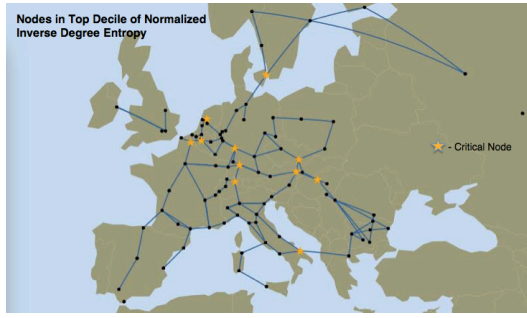 Nodes in Top Decile of Normalized
Inverse Degree Entropy
- Critical Node